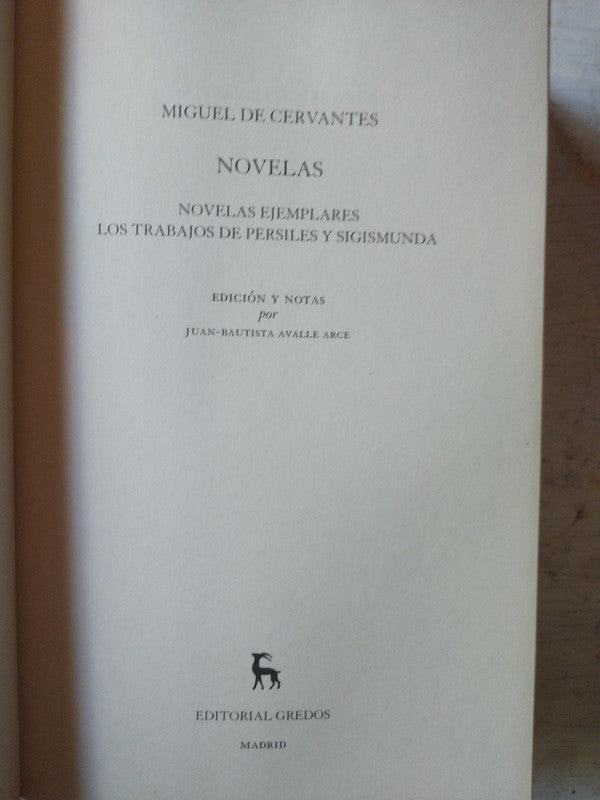 MIGUEL DE CERVANTES
NOVELAS
NOVELAS EJEMPLARES
LOS TRABAJOS DE PERSILES Y SIGISMUNDA
EDICIÓN Y NOTAS
por
JUAN-BAUTISTA AVALLE ARCE
EDITORIAL GREDOS
MADRID